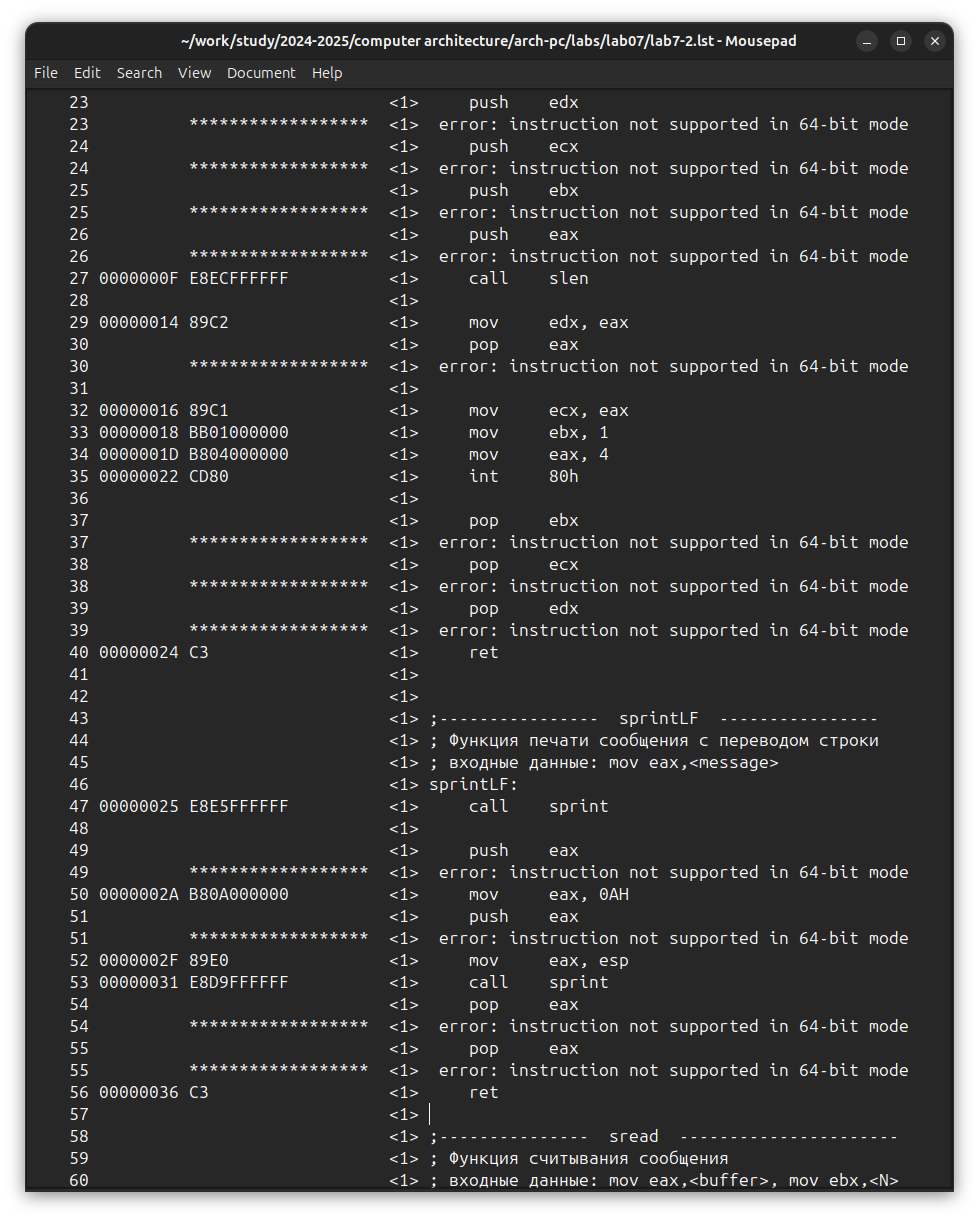 ~/work/study/2024-2025/computer architecture/arch-pc/labs/lab07/lab7-2.lst - Mousepad
File Edit Search View Document Help
23 <1> push edx
23 ****************** <1> error: instruction not supported in 64-bit mode
24 <1> push ecx
24 ****************** <1> error: instruction not supported in 64-bit mode
25 <1> push ebx
25 ****************** <1> error: instruction not supported in 64-bit mode
26 <1> push eax
26 ****************** <1> error: instruction not supported in 64-bit mode
27 0000000F E8ECFFFFFF <1> call slen
28 <1>
29 00000014 89C2 <1> mov edx, eax
30 <1> pop eax
30 ****************** <1> error: instruction not supported in 64-bit mode
31 <1>
32 00000016 89C1 <1> mov ecx, eax
33 00000018 BB01000000 <1> mov ebx, 1
34 0000001D B804000000 <1> mov eax, 4
35 00000022 CD80 <1> int 80h
36 <1>
37 <1> pop ebx
37 ****************** <1> error: instruction not supported in 64-bit mode
38 <1> pop ecx
38 ****************** <1> error: instruction not supported in 64-bit mode
39 <1> pop edx
39 ****************** <1> error: instruction not supported in 64-bit mode
40 00000024 C3 <1> ret
41 <1>
42 <1>
43 <1> ;---------------- sprintLF ----------------
44 <1> ; Функция печати сообщения с переводом строки
45 <1> ; входные данные: mov eax,<message>
46 <1> sprintLF:
47 00000025 E8E5FFFFFF <1> call sprint
48 <1>
49 <1> push eax
49 ****************** <1> error: instruction not supported in 64-bit mode
50 0000002A B80A000000 <1> mov eax, 0AH
51 <1> push eax
51 ****************** <1> error: instruction not supported in 64-bit mode
52 0000002F 89E0 <1> mov eax, esp
53 00000031 E8D9FFFFFF <1> call sprint
54 <1> pop eax
54 ****************** <1> error: instruction not supported in 64-bit mode
55 <1> pop eax
55 ****************** <1> error: instruction not supported in 64-bit mode
56 00000036 C3 <1> ret
57 <1>
58 <1> ;--------------- sread ----------------------
59 <1> ; Функция считывания сообщения
60 <1> ; входные данные: mov eax,<buffer>, mov ebx,<N>